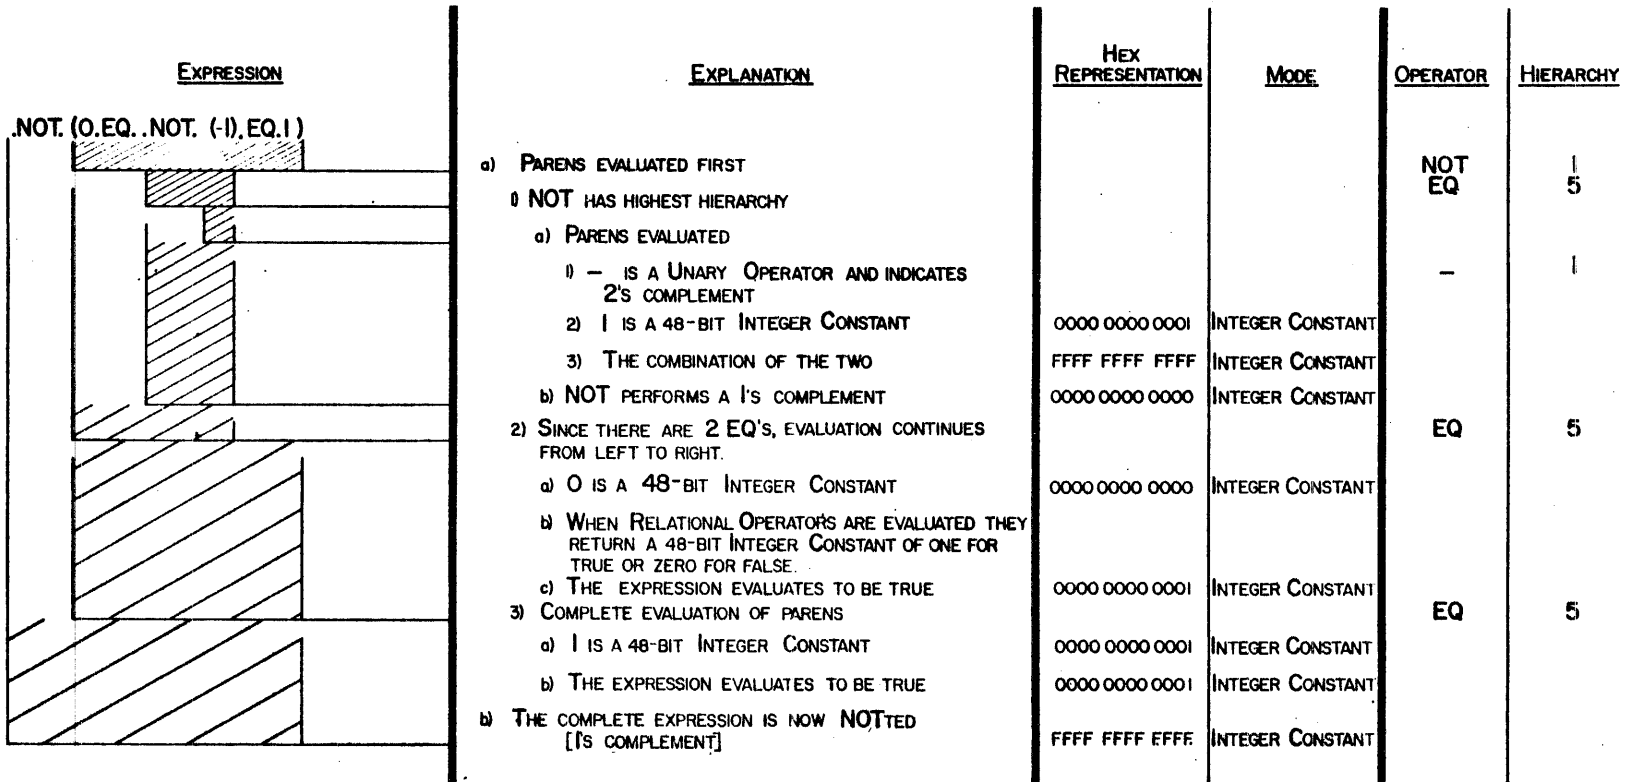 EXPRESSION EXPLANATION HEX REPRESENTATION MODE OPERATOR HIERARCHY
.NOT. (0.EQ. .NOT. (-1).EQ.1)
a) PARENS EVALUATED FIRST NOT 1
EQ 5
1) NOT HAS HIGHEST HIERARCHY
a) PARENS EVALUATED
1) — IS A UNARY OPERATOR AND INDICATES — 1
2'S COMPLEMENT
2) 1 IS A 48-BIT INTEGER CONSTANT 0000 0000 0001 INTEGER CONSTANT
3) THE COMBINATION OF THE TWO FFFF FFFF FFFF INTEGER CONSTANT
b) NOT PERFORMS A 1'S COMPLEMENT 0000 0000 0000 INTEGER CONSTANT
2) SINCE THERE ARE 2 EQ'S, EVALUATION CONTINUES EQ 5
FROM LEFT TO RIGHT.
a) 0 IS A 48-BIT INTEGER CONSTANT 0000 0000 0000 INTEGER CONSTANT
b) WHEN RELATIONAL OPERATORS ARE EVALUATED THEY
RETURN A 48-BIT INTEGER CONSTANT OF ONE FOR
TRUE OR ZERO FOR FALSE.
c) THE EXPRESSION EVALUATES TO BE TRUE 0000 0000 0001 INTEGER CONSTANT
3) COMPLETE EVALUATION OF PARENS EQ 5
a) 1 IS A 48-BIT INTEGER CONSTANT 0000 0000 0001 INTEGER CONSTANT
b) THE EXPRESSION EVALUATES TO BE TRUE 0000 0000 0001 INTEGER CONSTANT
b) THE COMPLETE EXPRESSION IS NOW NOTTED
[1'S COMPLEMENT] FFFF FFFF FFFF INTEGER CONSTANT